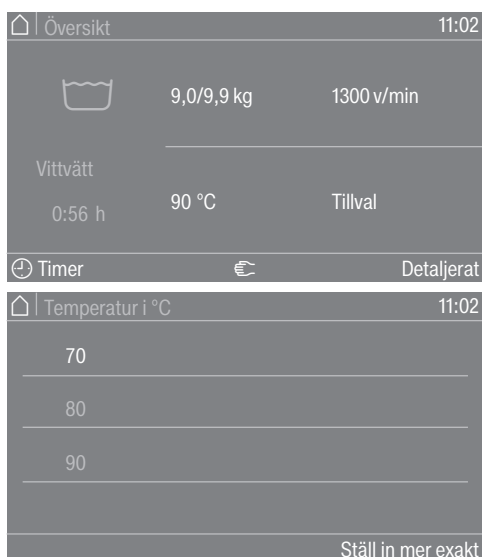 Översikt 11:02
9,0/9,9 kg 1300 v/min
Vittvätt
0:56 h
90 °C Tillval
Timer Detaljerat
Temperatur i °C 11:02
70
80
90
Ställ in mer exakt